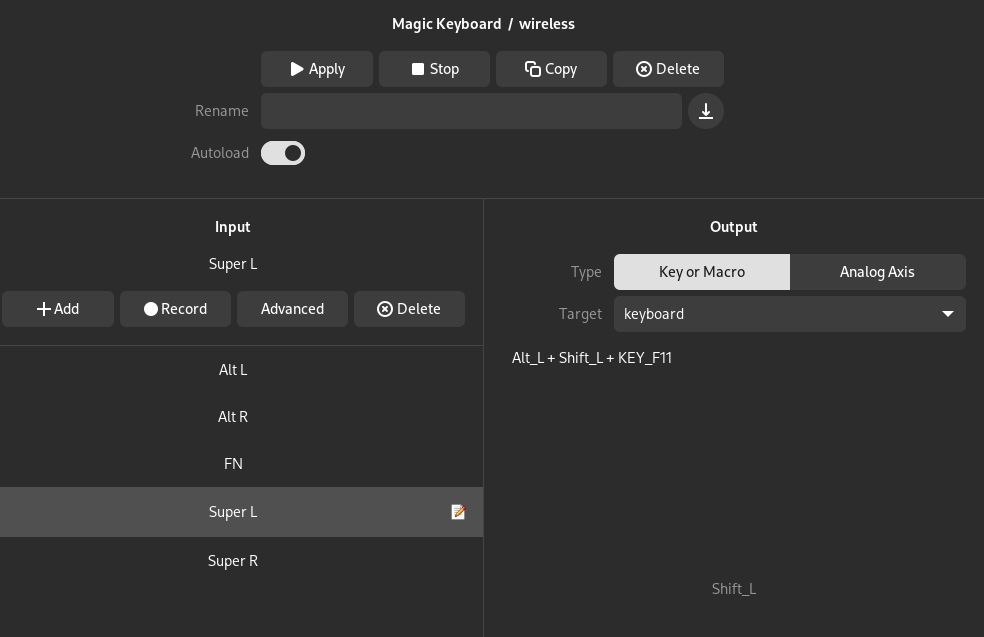 Magic Keyboard / wireless
Apply Stop Copy Delete
Rename
Autoload
Input
Super L
Add Record Advanced Delete
Alt L
Alt R
FN
Super L
Super R
Output
Type Key or Macro Analog Axis
Target keyboard
Alt_L + Shift_L + KEY_F11
Shift_L